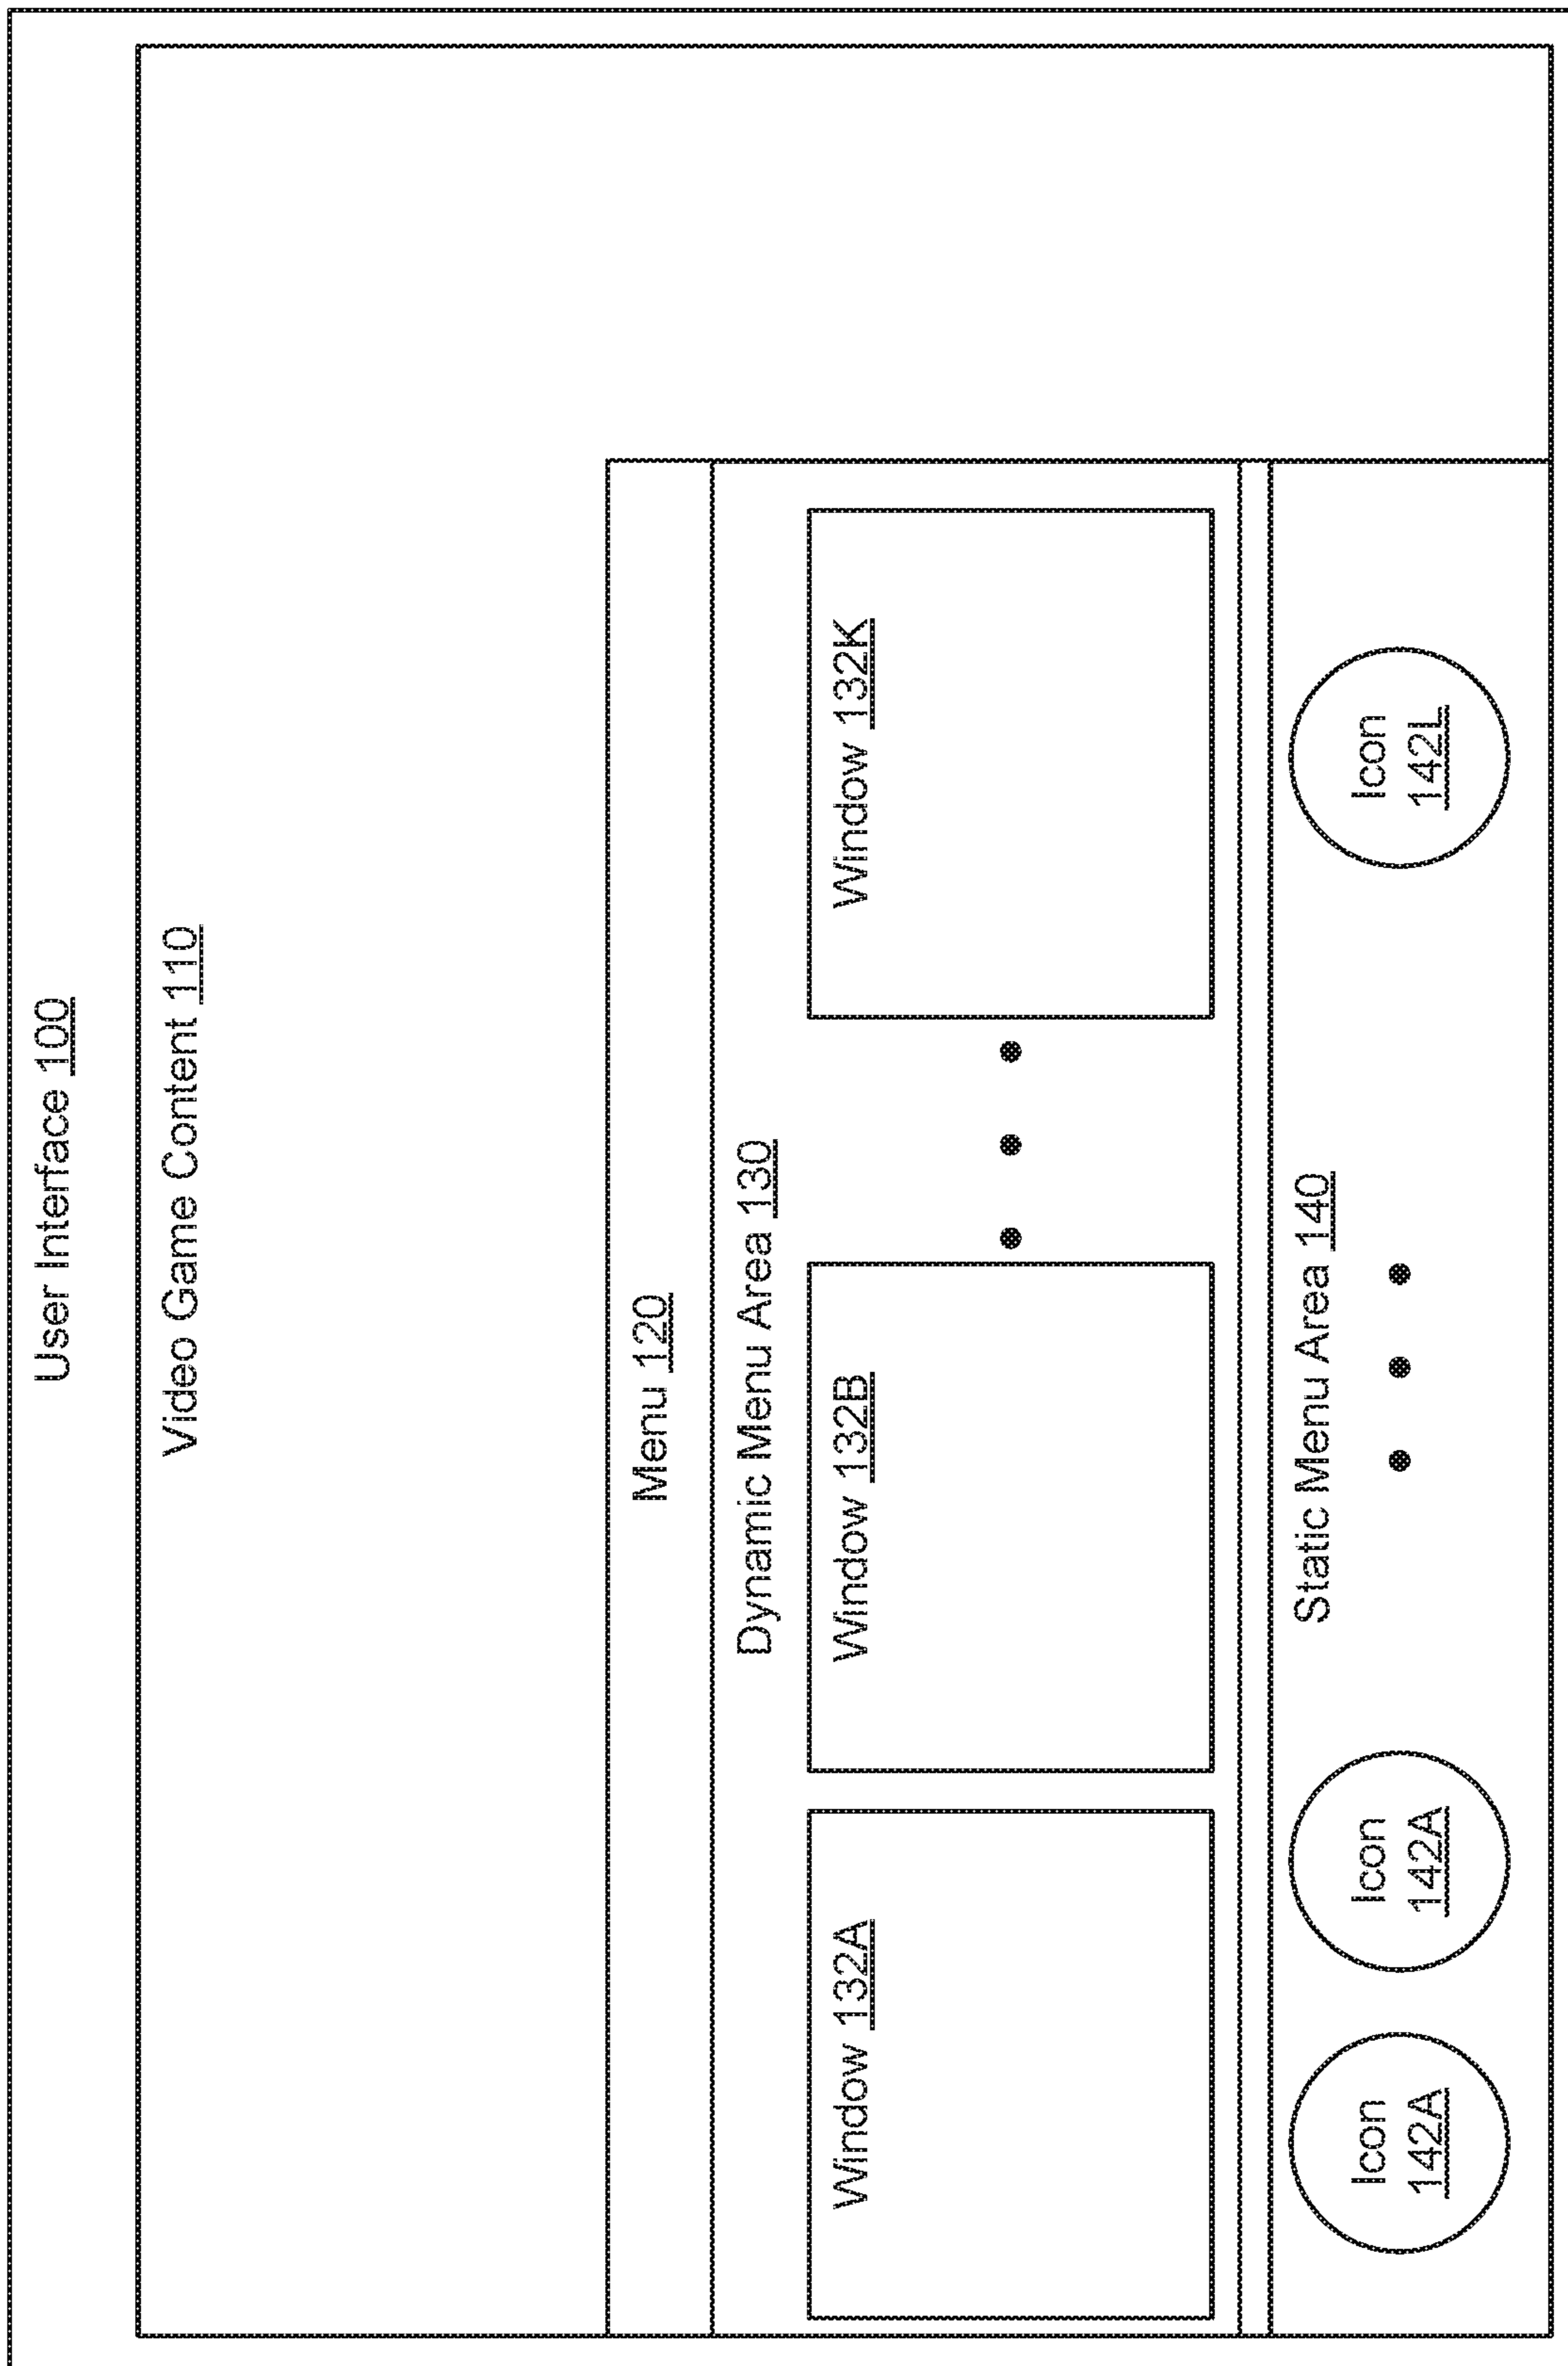 User Interface 100
Video Game Content 110
Menu 120
Dynamic Menu Area 130
Window 132A
Window 132B
Window 132K
Static Menu Area 140
Icon
142A
Icon
142A
Icon
142L